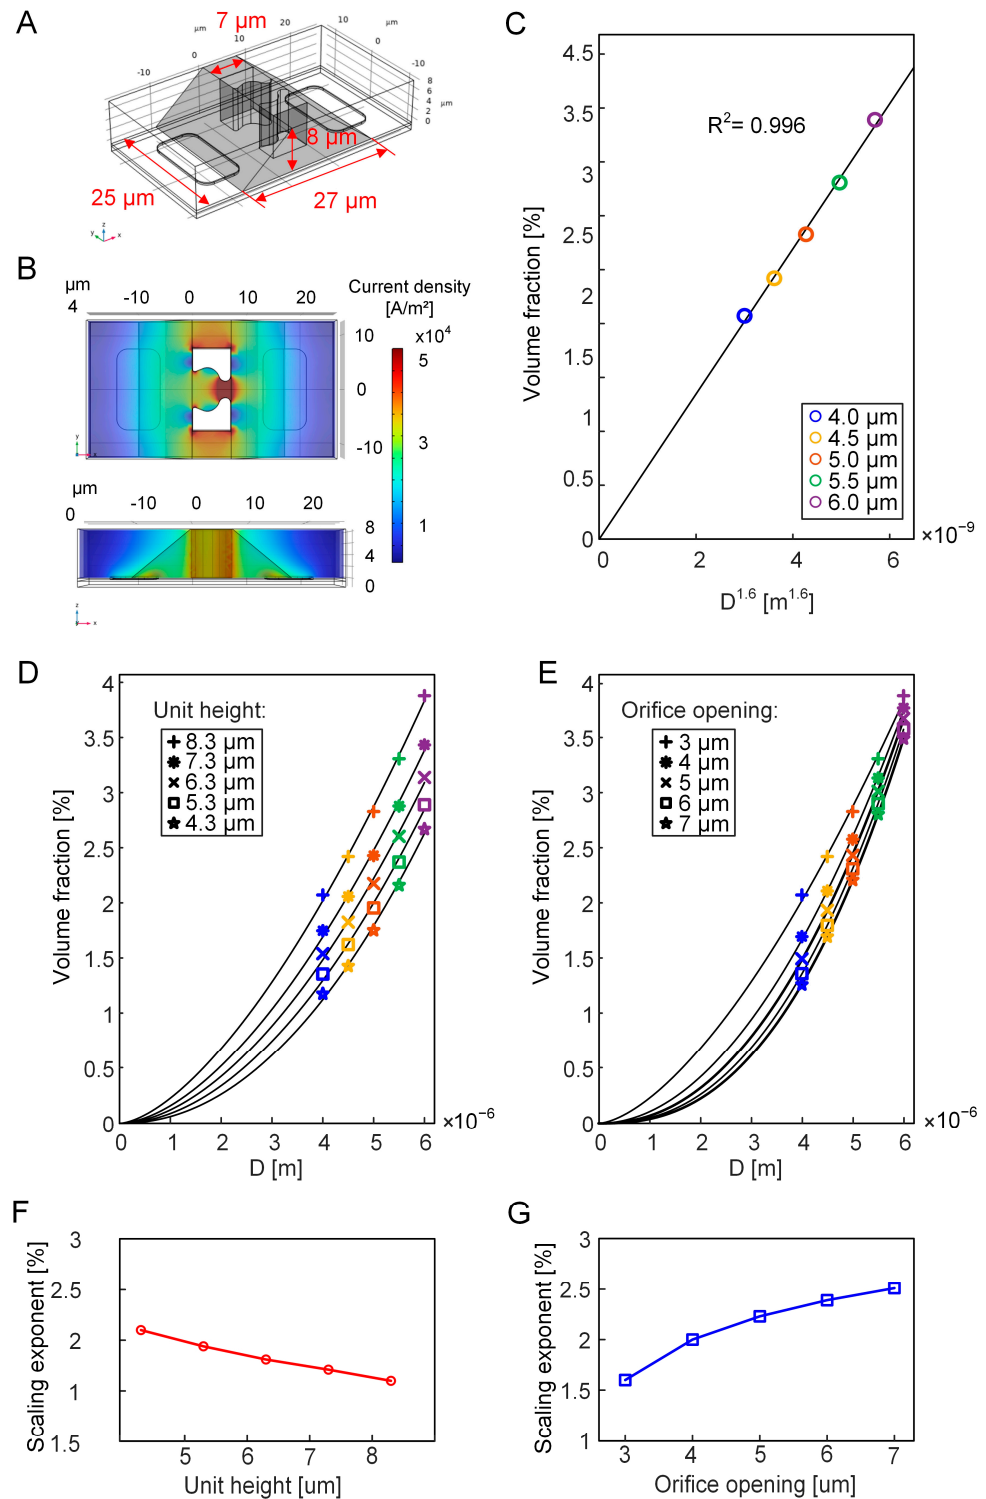 A
7 µm
µm
-10
0
10
20
10
0
-10
µm
8
6
4
2
0
µm
8 µm
25 µm
27 µm
z
y
x
B
µm
4
-10
0
10
20
10
0
-10
y
x
µm
0
-10
0
10
20
8
4
0
z
x
Current density
[A/m²]
x10⁴
5
3
1
C
4.5
3.5
3
2.5
2
1.5
1
0.5
0
0
2
4
6
×10⁻⁹
R²= 0.996
Volume fraction [%]
4.0 µm
4.5 µm
5.0 µm
5.5 µm
6.0 µm
D¹·⁶ [m¹·⁶]
D
4
3.5
3
2.5
2
1.5
1
0.5
0
Volume fraction [%]
Unit height:
8.3 µm
7.3 µm
6.3 µm
5.3 µm
4.3 µm
0 1 2 3 4 5 6
×10⁻⁶
D [m]
E
4
3.5
3
2.5
2
1.5
1
0.5
0
Volume fraction [%]
Orifice opening:
3 µm
4 µm
5 µm
6 µm
7 µm
0 1 2 3 4 5 6
×10⁻⁶
D [m]
F
3
2.5
2
1
1.5
Scaling exponent [%]
5 6 7 8
Unit height [um]
G
3
2.5
2
1.5
1
Scaling exponent [%]
3 4 5 6 7
Orifice opening [um]